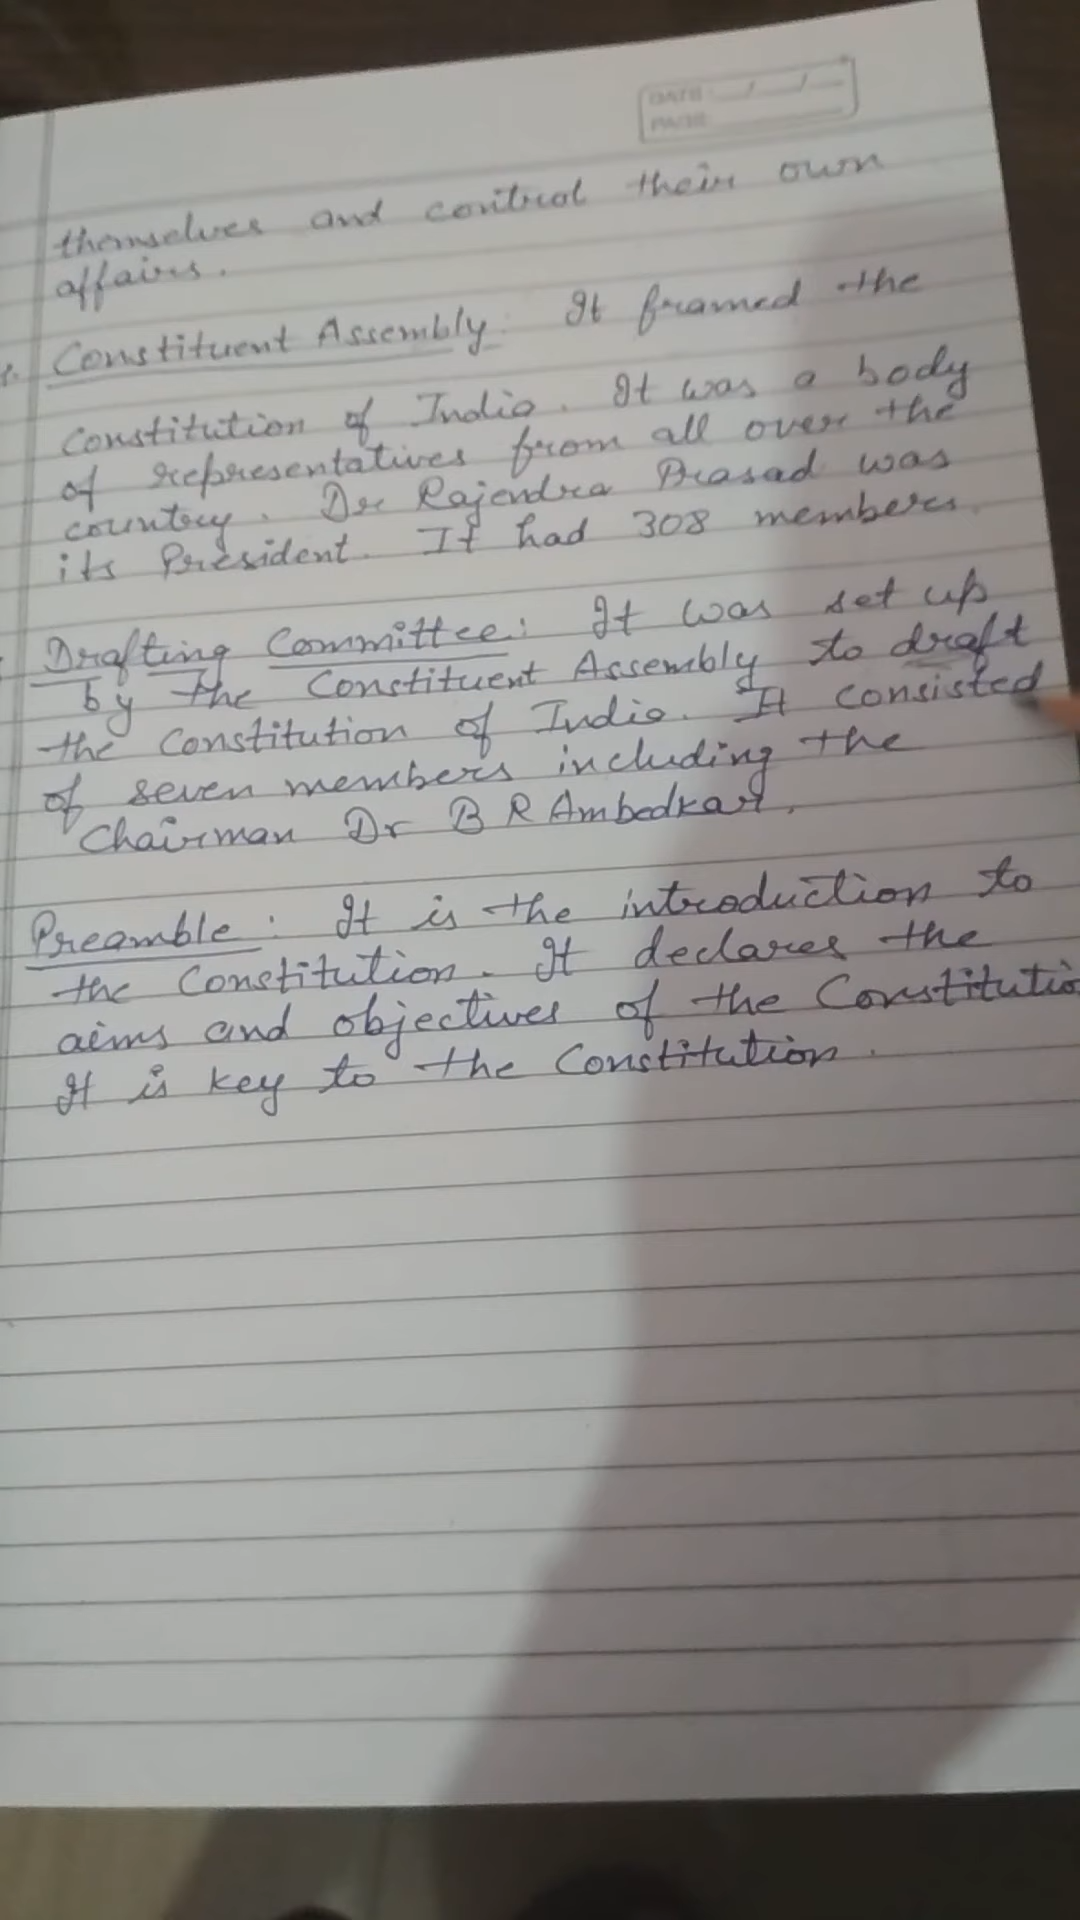 DATE
PAGE
themselves and control their own
affairs.
Constituent Assembly: It framed the
Constitution of India. It was a body
of representatives from all over the
country. Dr Rajendra Prasad was
its President. It had 308 members.
Drafting Committee: It was set up
by the Constituent Assembly to draft
the Constitution of India. It consisted
of seven members including the
Chairman Dr B R Ambedkar.
Preamble: It is the introduction to
the Constitution. It declares the
aims and objectives of the Constitutio
It is key to the Constitution.